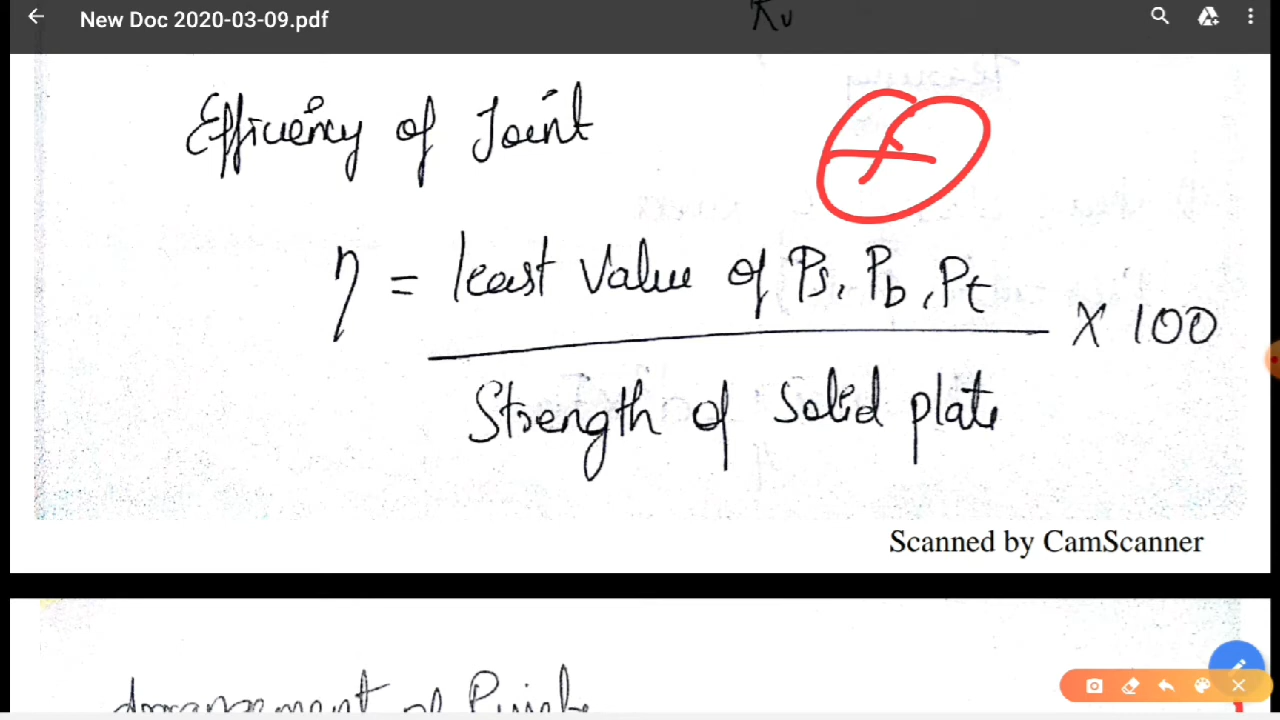 New Doc 2020-03-09.pdf
Efficiency of Joint
η = least Value of Ps, Pb, Pt × 100
Strength of Solid plate
Scanned by CamScanner
of